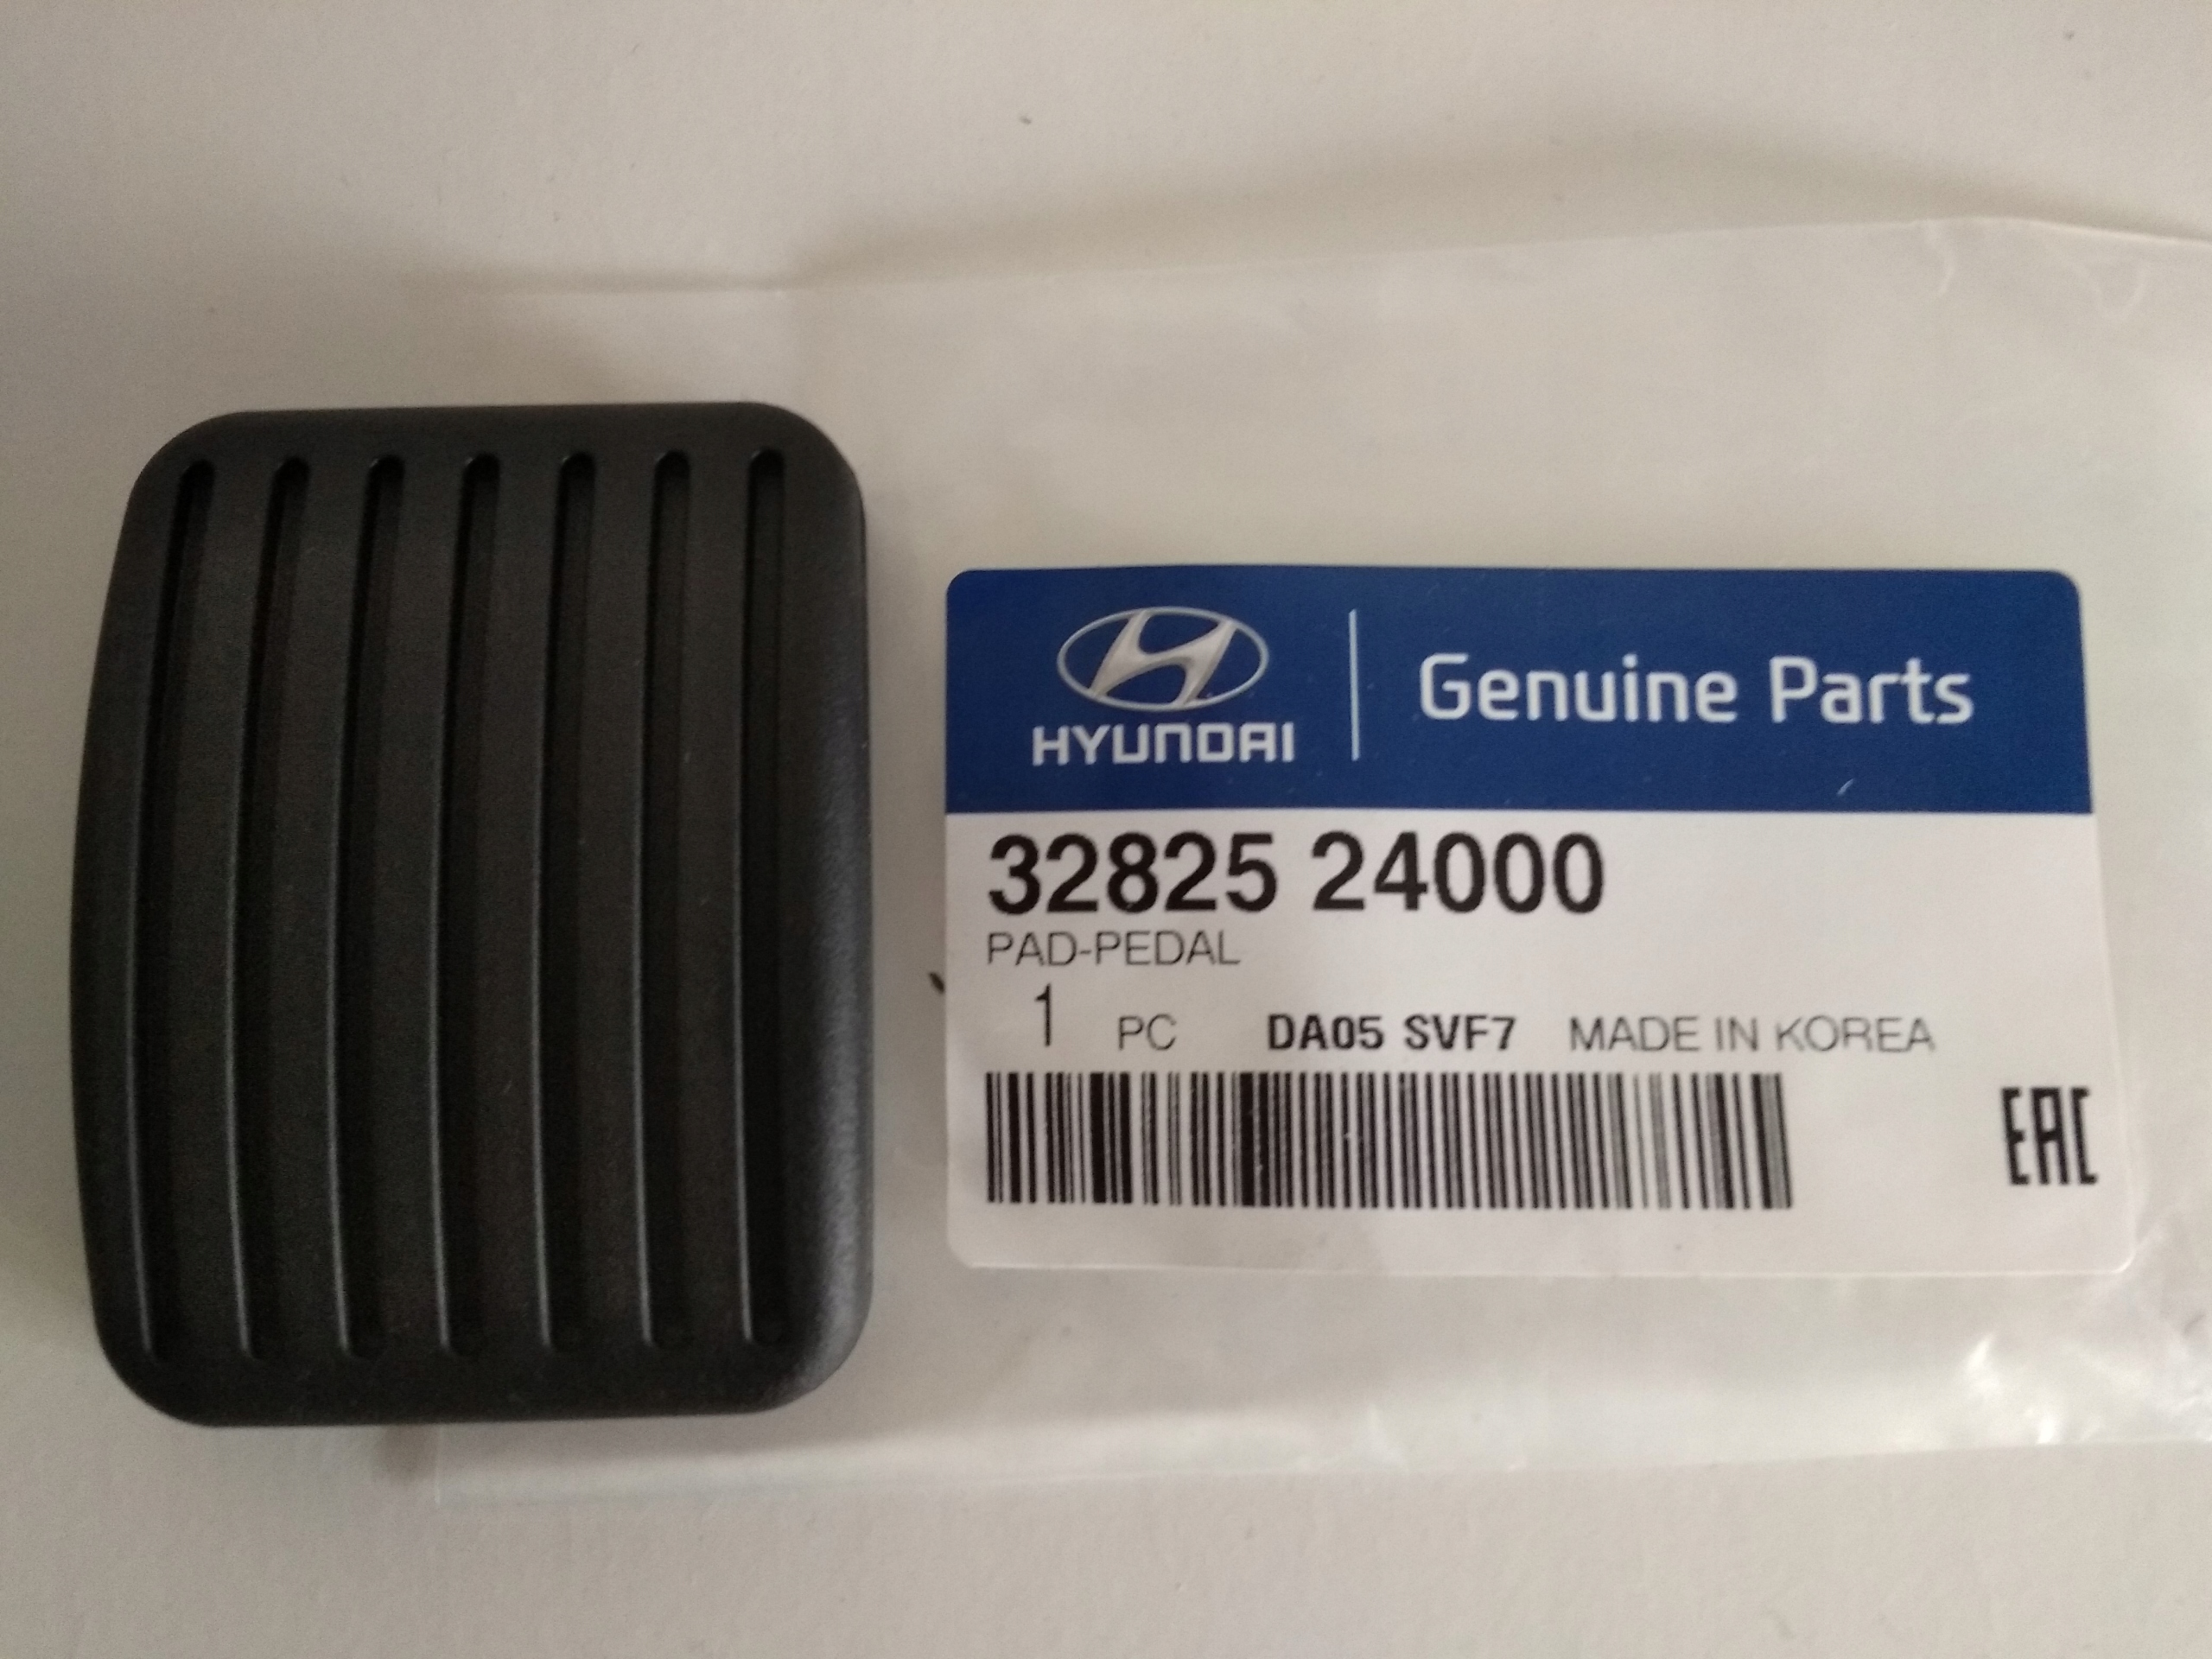 HYUNDAI
Genuine Parts
32825 24000
PAD-PEDAL
1 PC DA05 SVF7 MADE IN KOREA
EAC